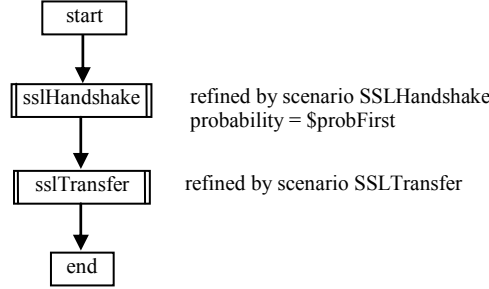 start
sslHandshake
refined by scenario SSLHandshake
probability = $probFirst
sslTransfer
refined by scenario SSLTransfer
end